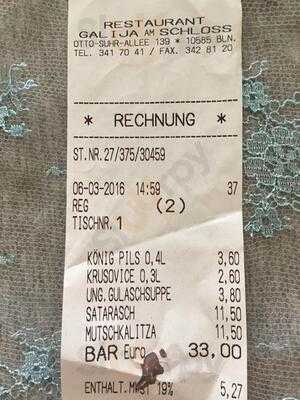 RESTAURANT
GALIJA AM SCHLOSS
OTTO-SUHR-ALLEE 139 * 10585 BLN.
TEL. 341 70 41 / FAX. 342 81 20
* RECHNUNG *
ST.NR.27/375/30459
06-03-2016 14:59 37
REG (2)
TISCHNR. 1
KÖNIG PILS 0,4L 3,60
KRUSOVICE 0,3L 2,60
UNG.GULASCHSUPPE 3,80
SATARASCH 11,50
MUTSCHKALITZA 11,50
BAR Euro 33,00
ENTHALT.MWST 19% 5,27